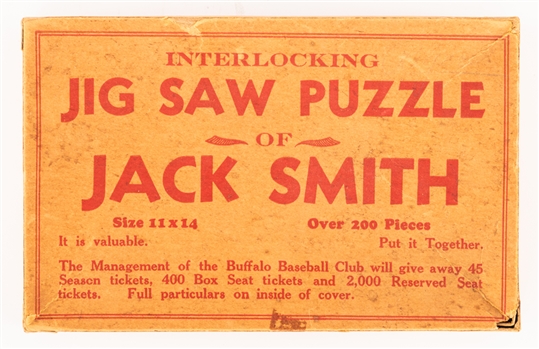 INTERLOCKING
JIG SAW PUZZLE
OF
JACK SMITH
Size 11x14 Over 200 Pieces
It is valuable. Put it Together.
The Management of the Buffalo Baseball Club will give away 45
Season tickets, 400 Box Seat tickets and 2,000 Reserved Seat
tickets. Full particulars on inside of cover.